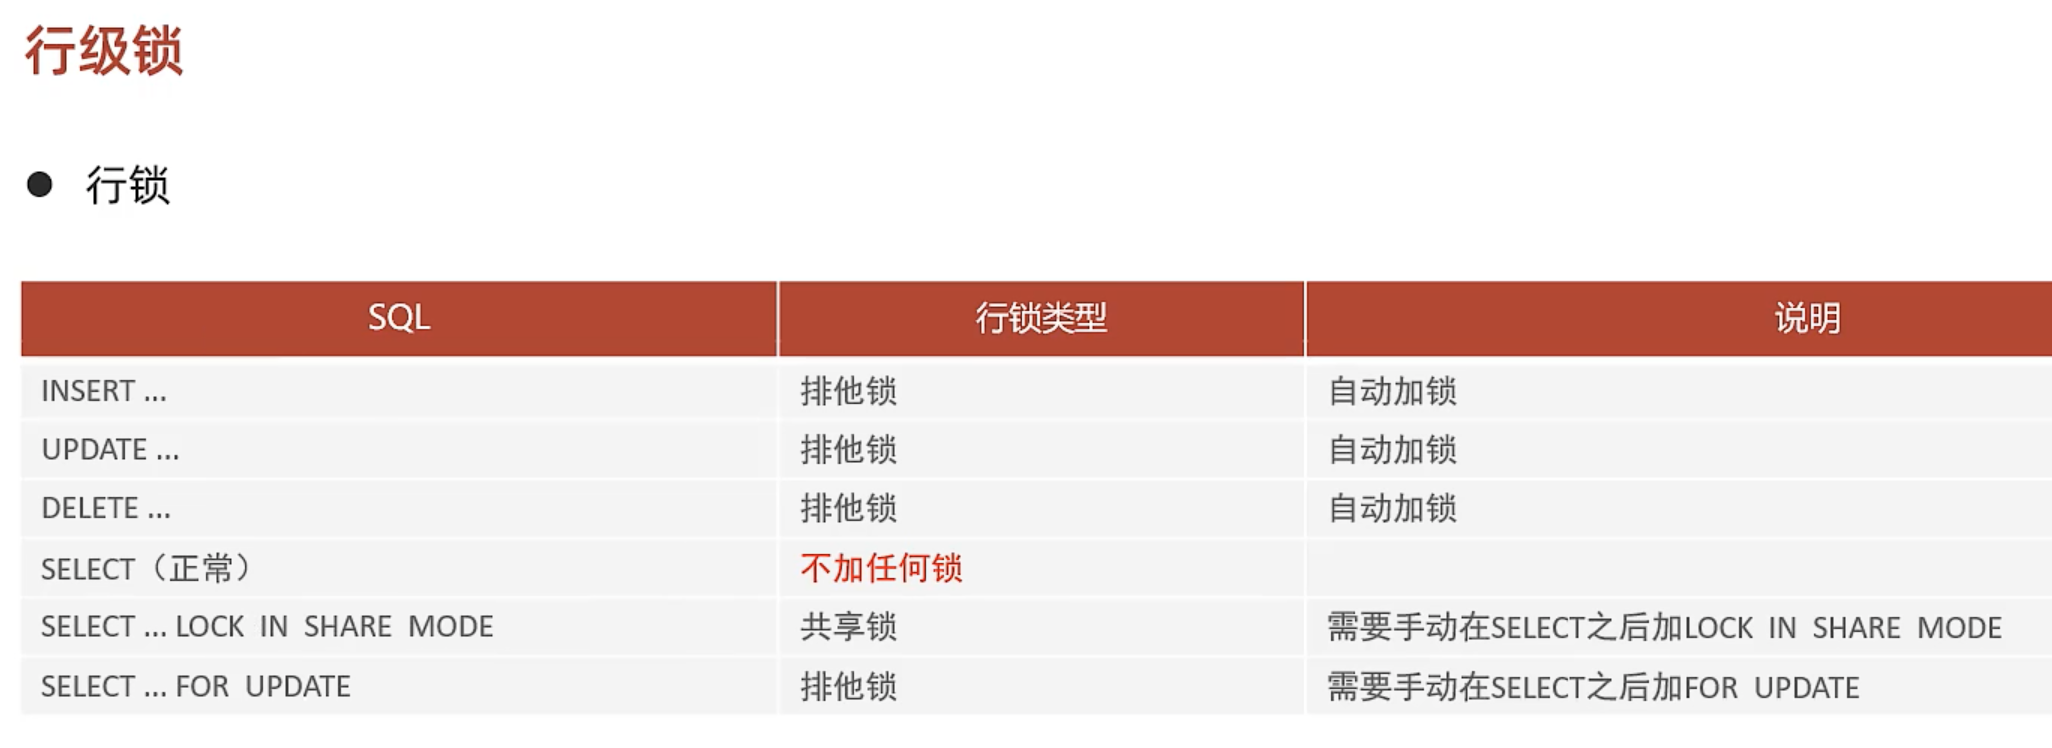 行级锁
● 行锁
SQL 行锁类型 说明
INSERT ... 排他锁 自动加锁
UPDATE ... 排他锁 自动加锁
DELETE ... 排他锁 自动加锁
SELECT（正常） 不加任何锁
SELECT ... LOCK IN SHARE MODE 共享锁 需要手动在SELECT之后加LOCK IN SHARE MODE
SELECT ... FOR UPDATE 排他锁 需要手动在SELECT之后加FOR UPDATE